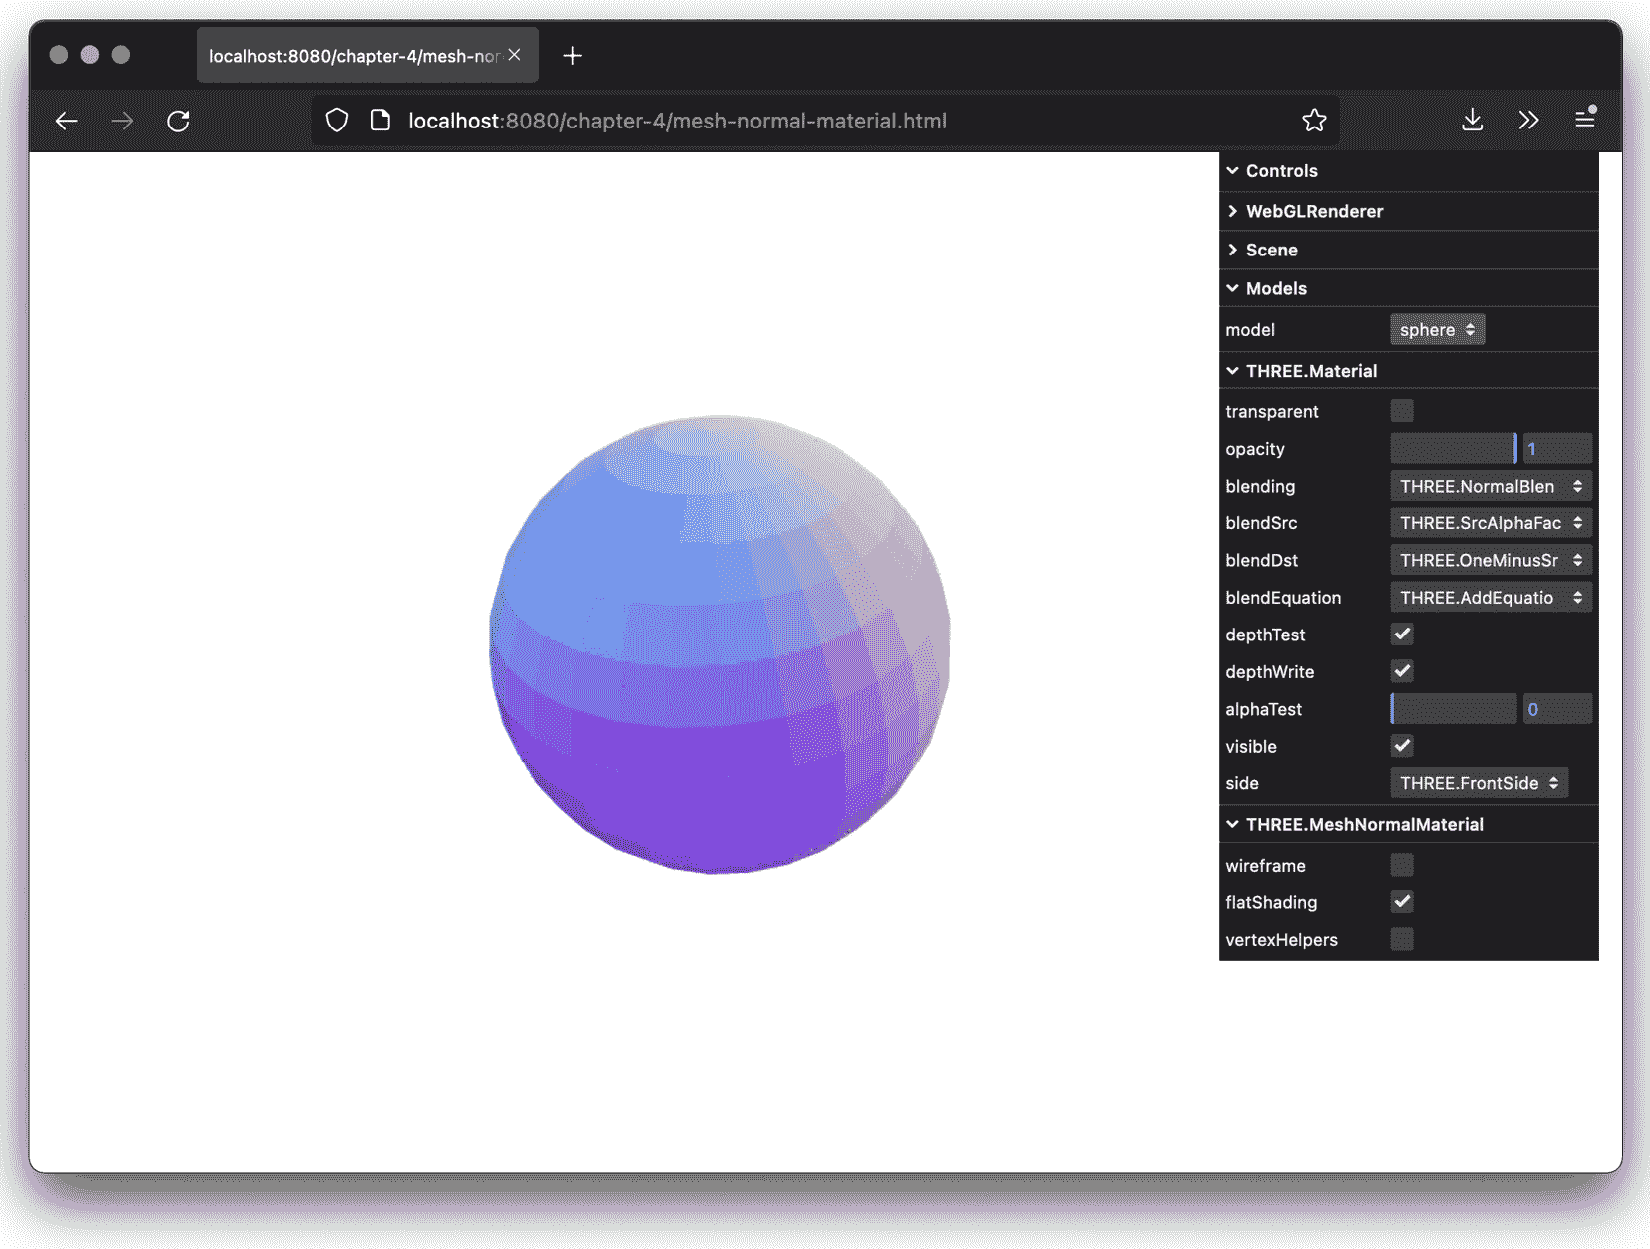 localhost:8080/chapter-4/mesh-nor
localhost:8080/chapter-4/mesh-normal-material.html
Controls
WebGLRenderer
Scene
Models
model sphere
THREE.Material
transparent
opacity 1
blending THREE.NormalBlen
blendSrc THREE.SrcAlphaFac
blendDst THREE.OneMinusSr
blendEquation THREE.AddEquatio
depthTest
depthWrite
alphaTest 0
visible
side THREE.FrontSide
THREE.MeshNormalMaterial
wireframe
flatShading
vertexHelpers